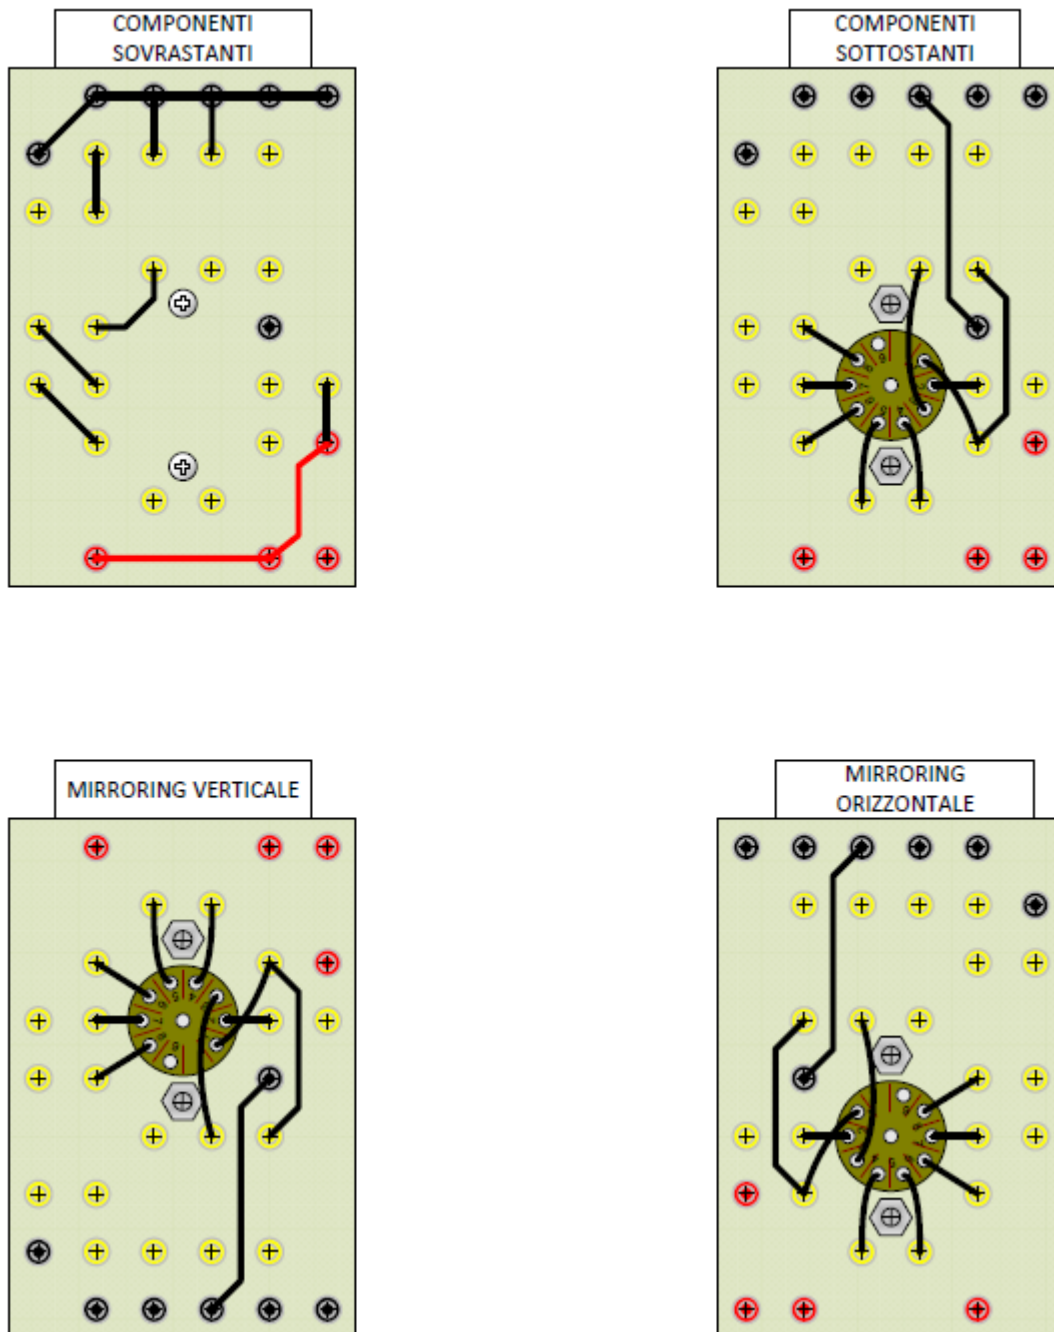 COMPONENTI
SOVRASTANTI
COMPONENTI
SOTTOSTANTI
MIRRORING VERTICALE
MIRRORING
ORIZZONTALE